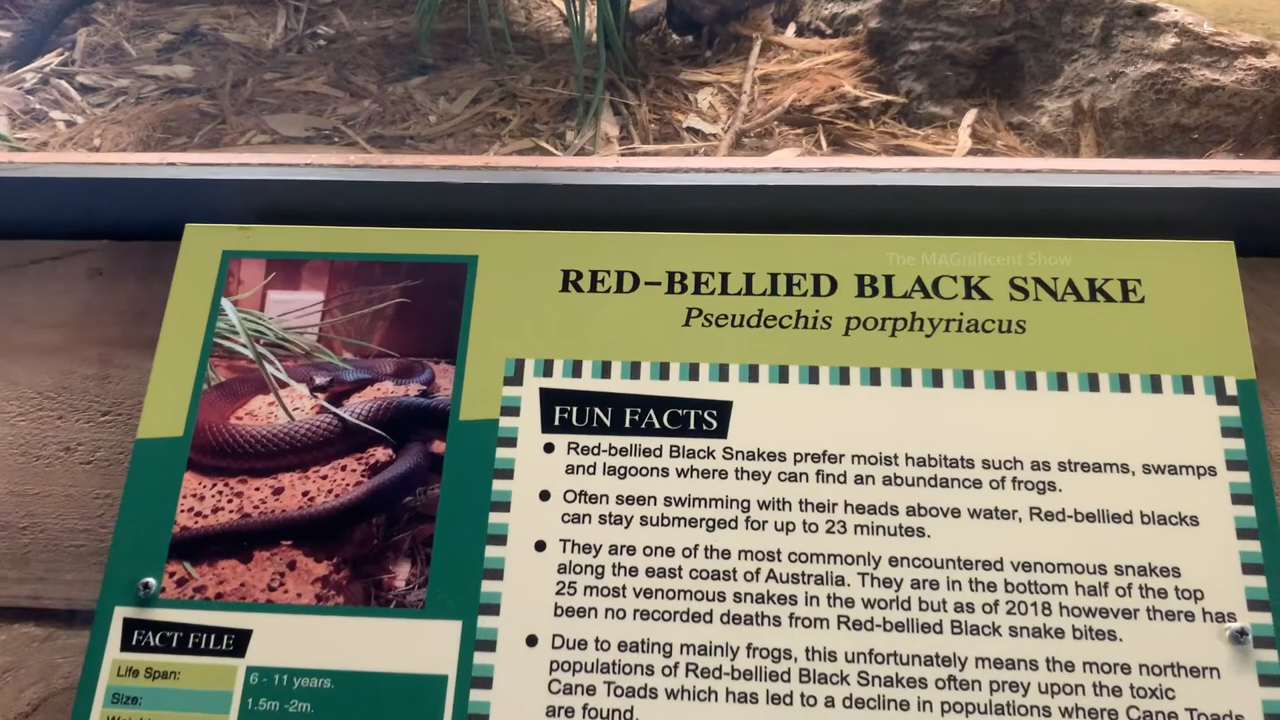 The MAGnificent Show
RED-BELLIED BLACK SNAKE
Pseudechis porphyriacus
FUN FACTS
● Red-bellied Black Snakes prefer moist habitats such as streams, swamps
and lagoons where they can find an abundance of frogs.
● Often seen swimming with their heads above water, Red-bellied blacks
can stay submerged for up to 23 minutes.
● They are one of the most commonly encountered venomous snakes
along the east coast of Australia. They are in the bottom half of the top
25 most venomous snakes in the world but as of 2018 however there has
been no recorded deaths from Red-bellied Black snake bites.
● Due to eating mainly frogs, this unfortunately means the more northern
populations of Red-bellied Black Snakes often prey upon the toxic
Cane Toads which has led to a decline in populations where Cane Toads
are found.
FACT FILE
Life Span: 6 - 11 years.
Size: 1.5m -2m.